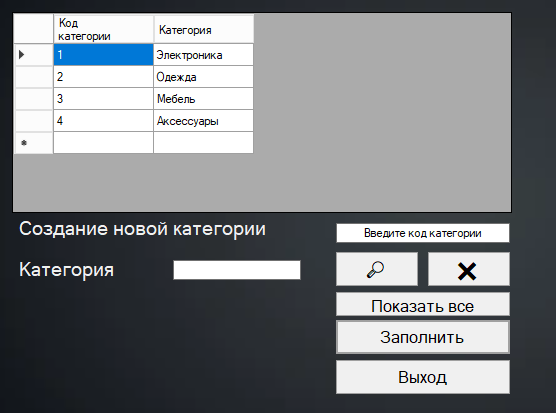 Код
категории
Категория
1
Электроника
2
Одежда
3
Мебель
4
Аксессуары
Создание новой категории
Введите код категории
Категория
Показать все
Заполнить
Выход